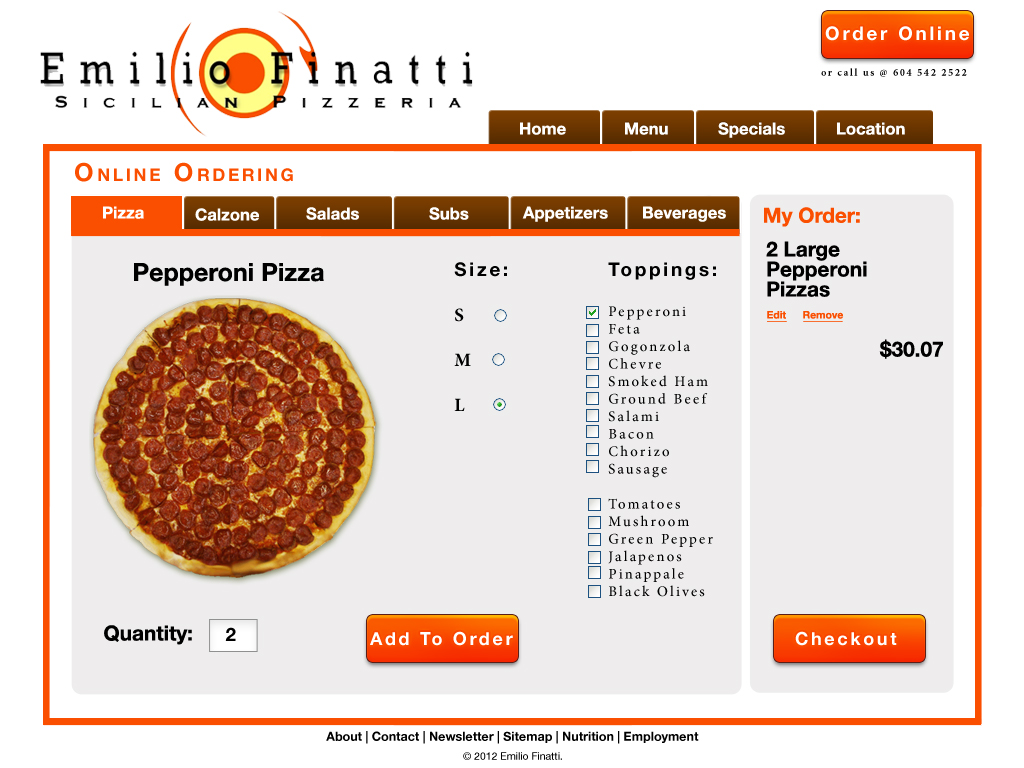 Emilio Finatti
Sicilian Pizzeria
Order Online
or call us @ 604 542 2522
Home
Menu
Specials
Location
Online Ordering
Pizza
Calzone
Salads
Subs
Appetizers
Beverages
Pepperoni Pizza
Size:
S
M
L
Toppings:
Pepperoni
Feta
Gogonzola
Chevre
Smoked Ham
Ground Beef
Salami
Bacon
Chorizo
Sausage
Tomatoes
Mushroom
Green Pepper
Jalapenos
Pinappale
Black Olives
Quantity: 2
Add To Order
My Order:
2 Large
Pepperoni
Pizzas
Edit Remove
$30.07
Checkout
About | Contact | Newsletter | Sitemap | Nutrition | Employment
© 2012 Emilio Finatti.